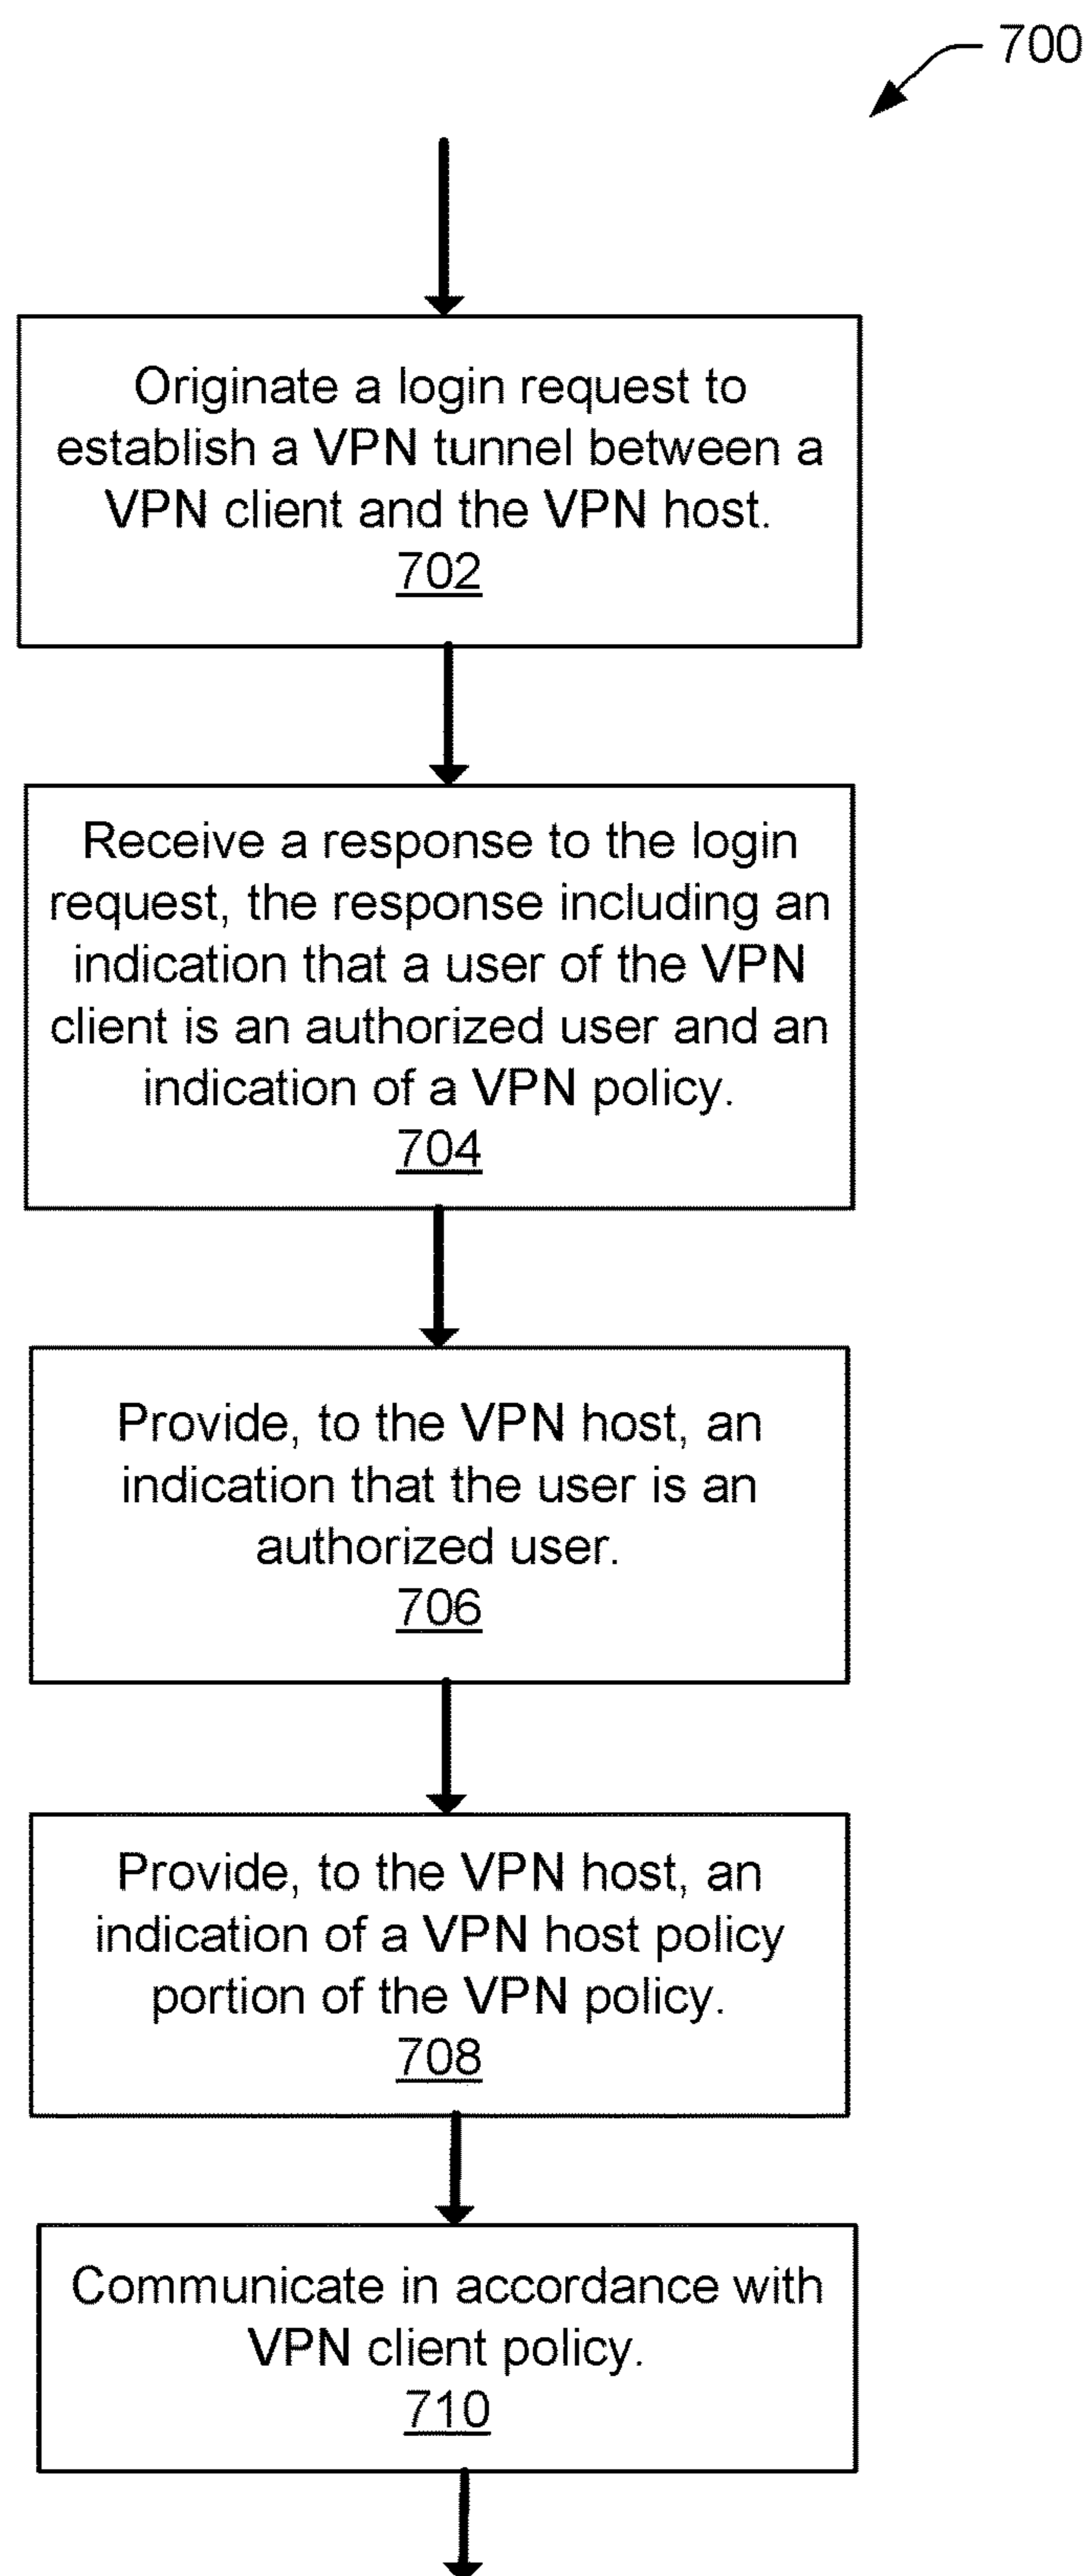 700
Originate a login request to
establish a VPN tunnel between a
VPN client and the VPN host.
702
Receive a response to the login
request, the response including an
indication that a user of the VPN
client is an authorized user and an
indication of a VPN policy.
704
Provide, to the VPN host, an
indication that the user is an
authorized user.
706
Provide, to the VPN host, an
indication of a VPN host policy
portion of the VPN policy.
708
Communicate in accordance with
VPN client policy.
710